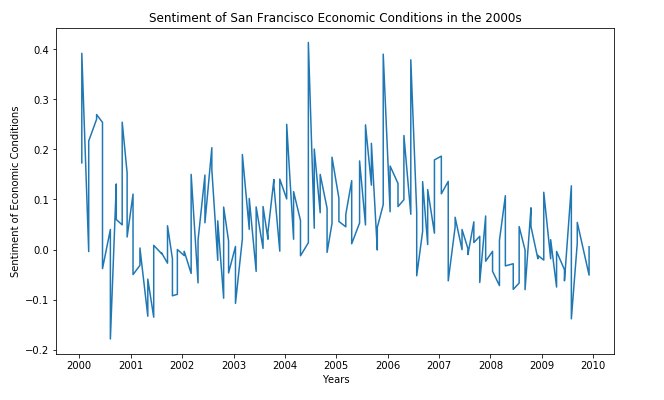 Sentiment of San Francisco Economic Conditions in the 2000s
Sentiment of Economic Conditions
0.4
0.3
0.2
0.1
0.0
−0.1
−0.2
2000 2001 2002 2003 2004 2005 2006 2007 2008 2009 2010
Years